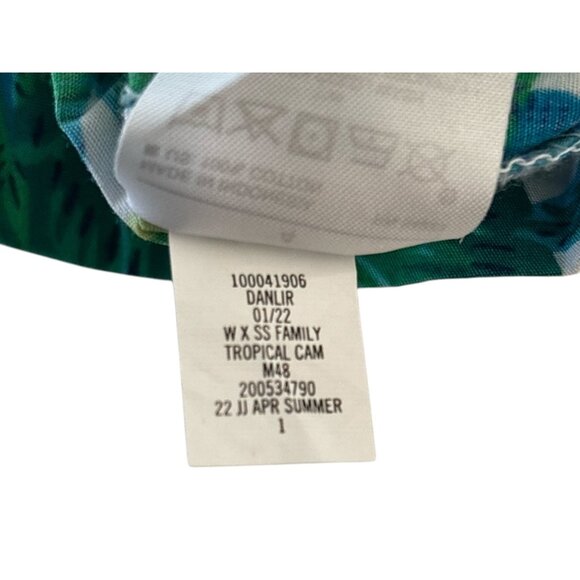 100041906
DANLIR
01/22
W X SS FAMILY
TROPICAL CAM
M48
200534790
22 JJ APR SUMMER
1